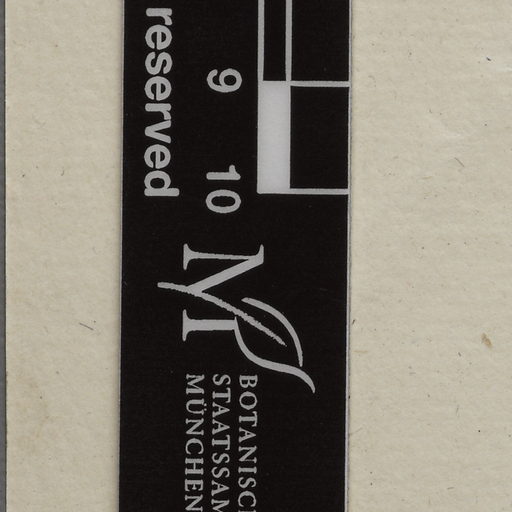 reserved
9 10
M
BOTANISC
STAATSSAM
MÜNCHEN